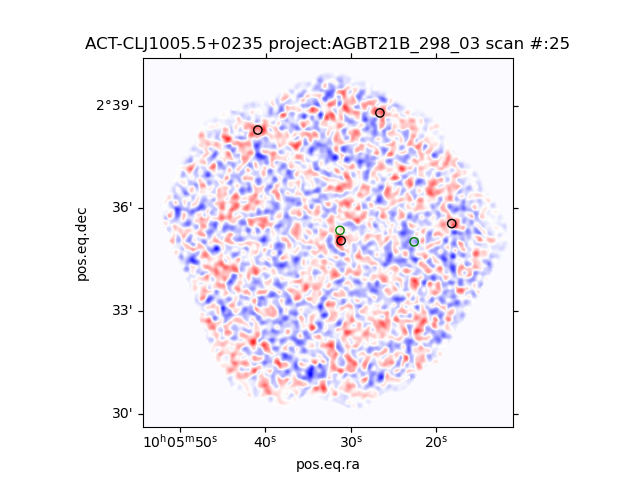 ACT-CLJ1005.5+0235 project:AGBT21B_298_03 scan #:25
2°39'
36'
33'
30'
pos.eq.dec
10ʰ05ᵐ50ˢ 40ˢ 30ˢ 20ˢ
pos.eq.ra